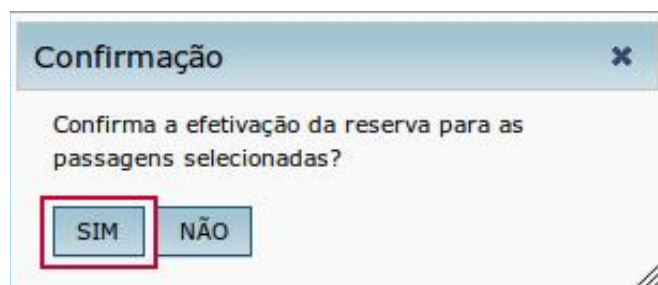 Confirmação
Confirma a efetivação da reserva para as
passagens selecionadas?
SIM NÃO